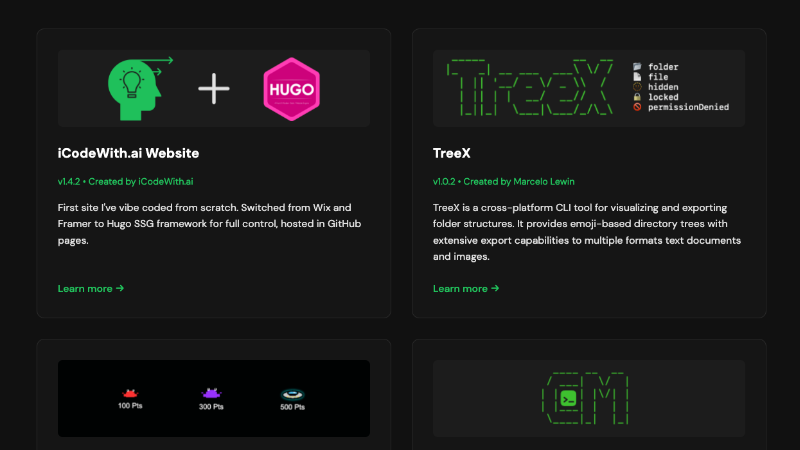 HUGO
TreeX
folder
file
hidden
locked
permissionDenied
iCodeWith.ai Website
v1.4.2 • Created by iCodeWith.ai
First site I've vibe coded from scratch. Switched from Wix and
Framer to Hugo SSG framework for full control, hosted in GitHub
pages.
Learn more →
TreeX
v1.0.2 • Created by Marcelo Lewin
TreeX is a cross-platform CLI tool for visualizing and exporting
folder structures. It provides emoji-based directory trees with
extensive export capabilities to multiple formats text documents
and images.
Learn more →
100 Pts
300 Pts
500 Pts
CM
>_